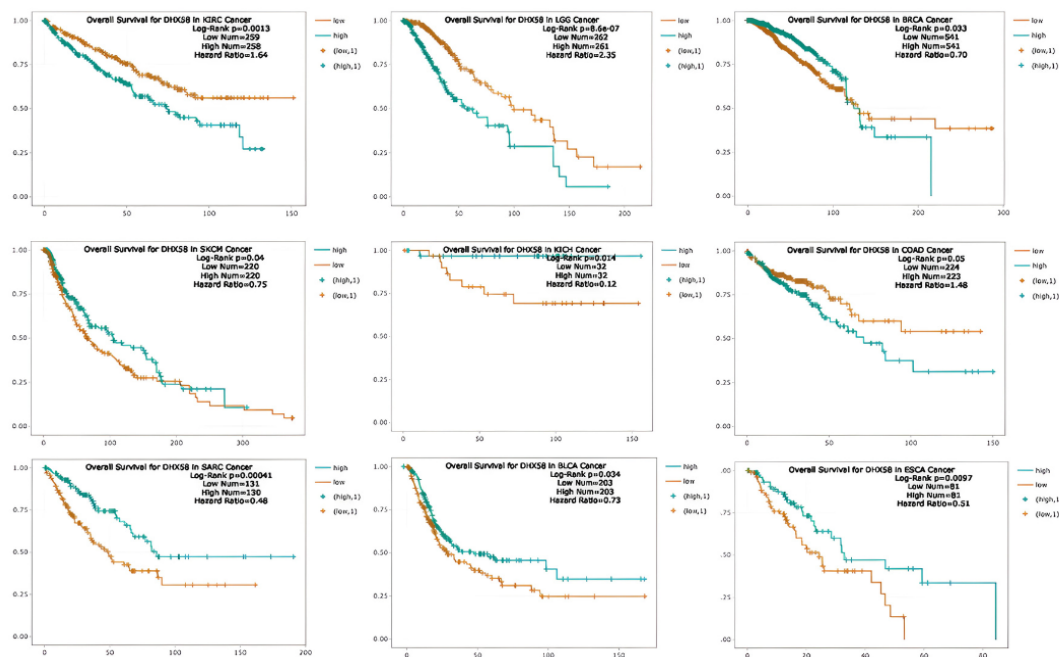 Overall Survival for DHX58 in KIRC Cancer
Log-Rank p=0.0013
Low Num=259
High Num=258
Hazard Ratio=1.64
low
high
(low,1)
(high,1)
1.00
0.75
0.50
0.25
0.00
0 50 100 150
Overall Survival for DHX58 in LGG Cancer
Log-Rank p=8.6e-07
Low Num=262
High Num=261
Hazard Ratio=2.35
low
high
(low,1)
(high,1)
1.00
0.75
0.50
0.25
0.00
0 50 100 150 200
Overall Survival for DHX58 in BRCA Cancer
Log-Rank p=0.033
Low Num=541
High Num=541
Hazard Ratio=0.70
low
high
(low,1)
(high,1)
1.00
0.75
0.50
0.25
0.00
0 100 200 300
Overall Survival for DHX58 in SKCM Cancer
Log-Rank p=0.04
Low Num=220
High Num=220
Hazard Ratio=0.75
high
low
(high,1)
(low,1)
1.00
0.75
0.50
0.25
0.00
0 100 200 300
Overall Survival for DHX58 in KICH Cancer
Log-Rank p=0.014
Low Num=32
High Num=32
Hazard Ratio=0.12
high
low
(high,1)
(low,1)
1.00
0.75
0.50
0.25
0.00
0 50 100 150
Overall Survival for DHX58 in COAD Cancer
Log-Rank p=0.05
Low Num=224
High Num=223
Hazard Ratio=1.48
low
high
(low,1)
(high,1)
1.00
0.75
0.50
0.25
0.00
0 50 100 150
Overall Survival for DHX58 in SARC Cancer
Log-Rank p=0.00041
Low Num=131
High Num=130
Hazard Ratio=0.48
high
low
(high,1)
(low,1)
1.00
0.75
0.50
0.25
0.00
0 50 100 150 200
Overall Survival for DHX58 in BLCA Cancer
Log-Rank p=0.034
Low Num=203
High Num=203
Hazard Ratio=0.73
high
low
(high,1)
(low,1)
1.00
0.75
0.50
0.25
0.00
0 50 100 150
Overall Survival for DHX58 in ESCA Cancer
Log-Rank p=0.0097
Low Num=81
High Num=81
Hazard Ratio=0.51
high
low
(high,1)
(low,1)
.00
.75
.50
.25
.00
0 20 40 60 80